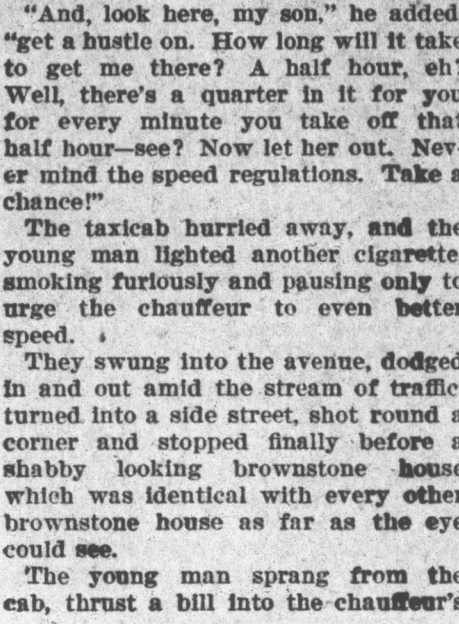 "And, look here, my son," he added
"get a hustle on. How long will it take
to get me there? A half hour, eh?
Well, there's a quarter in it for you
for every minute you take off that
half hour—see? Now let her out. Nev-
er mind the speed regulations. Take a
chance!"
The taxicab hurried away, and the
young man lighted another cigarette
smoking furiously and pausing only to
urge the chauffeur to even better
speed.
They swung into the avenue, dodged
in and out amid the stream of traffic
turned into a side street, shot round a
corner and stopped finally before a
shabby looking brownstone house
which was identical with every other
brownstone house as far as the eye
could see.
The young man sprang from the
cab, thrust a bill into the chauffeur's